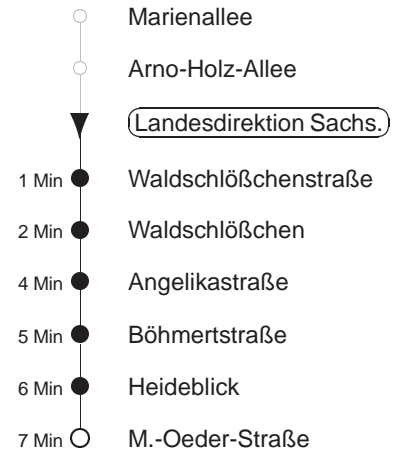 Marienallee
Arno-Holz-Allee
Landesdirektion Sachs.
1 Min Waldschlößchenstraße
2 Min Waldschlößchen
4 Min Angelikastraße
5 Min Böhmertstraße
6 Min Heideblick
7 Min M.-Oeder-Straße